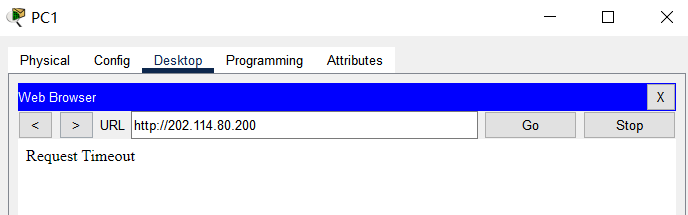 PC1
Physical Config Desktop Programming Attributes
Web Browser X
< > URL http://202.114.80.200 Go Stop
Request Timeout